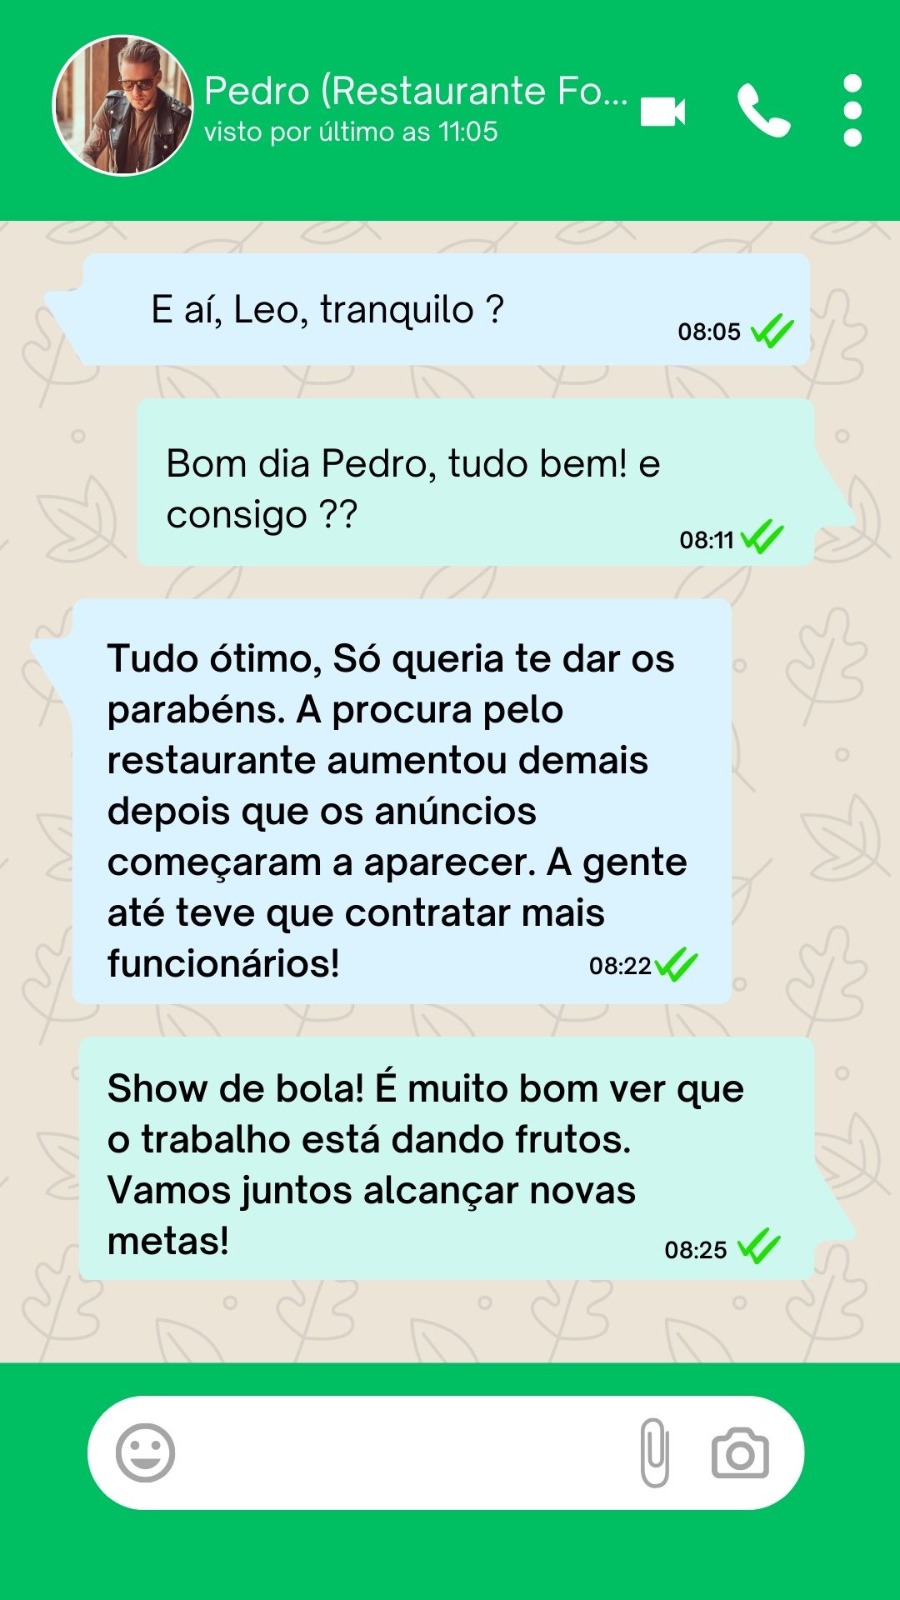 Pedro (Restaurante Fo...
visto por último as 11:05
E aí, Leo, tranquilo ?
08:05
Bom dia Pedro, tudo bem! e
consigo ??
08:11
Tudo ótimo, Só queria te dar os
parabéns. A procura pelo
restaurante aumentou demais
depois que os anúncios
começaram a aparecer. A gente
até teve que contratar mais
funcionários!
08:22
Show de bola! É muito bom ver que
o trabalho está dando frutos.
Vamos juntos alcançar novas
metas!
08:25